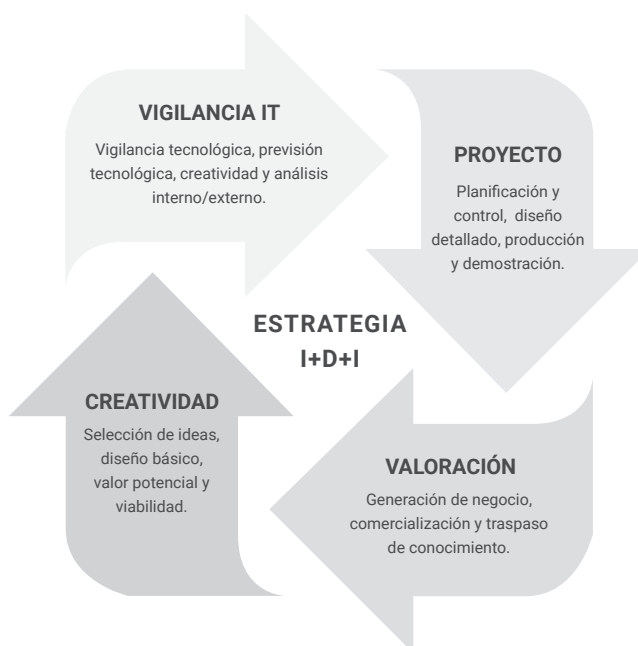 VIGILANCIA IT
Vigilancia tecnológica, previsión
tecnológica, creatividad y análisis
interno/externo.
PROYECTO
Planificación y
control, diseño
detallado, producción
y demostración.
ESTRATEGIA
I+D+I
VALORACIÓN
Generación de negocio,
comercialización y traspaso
de conocimiento.
CREATIVIDAD
Selección de ideas,
diseño básico,
valor potencial y
viabilidad.